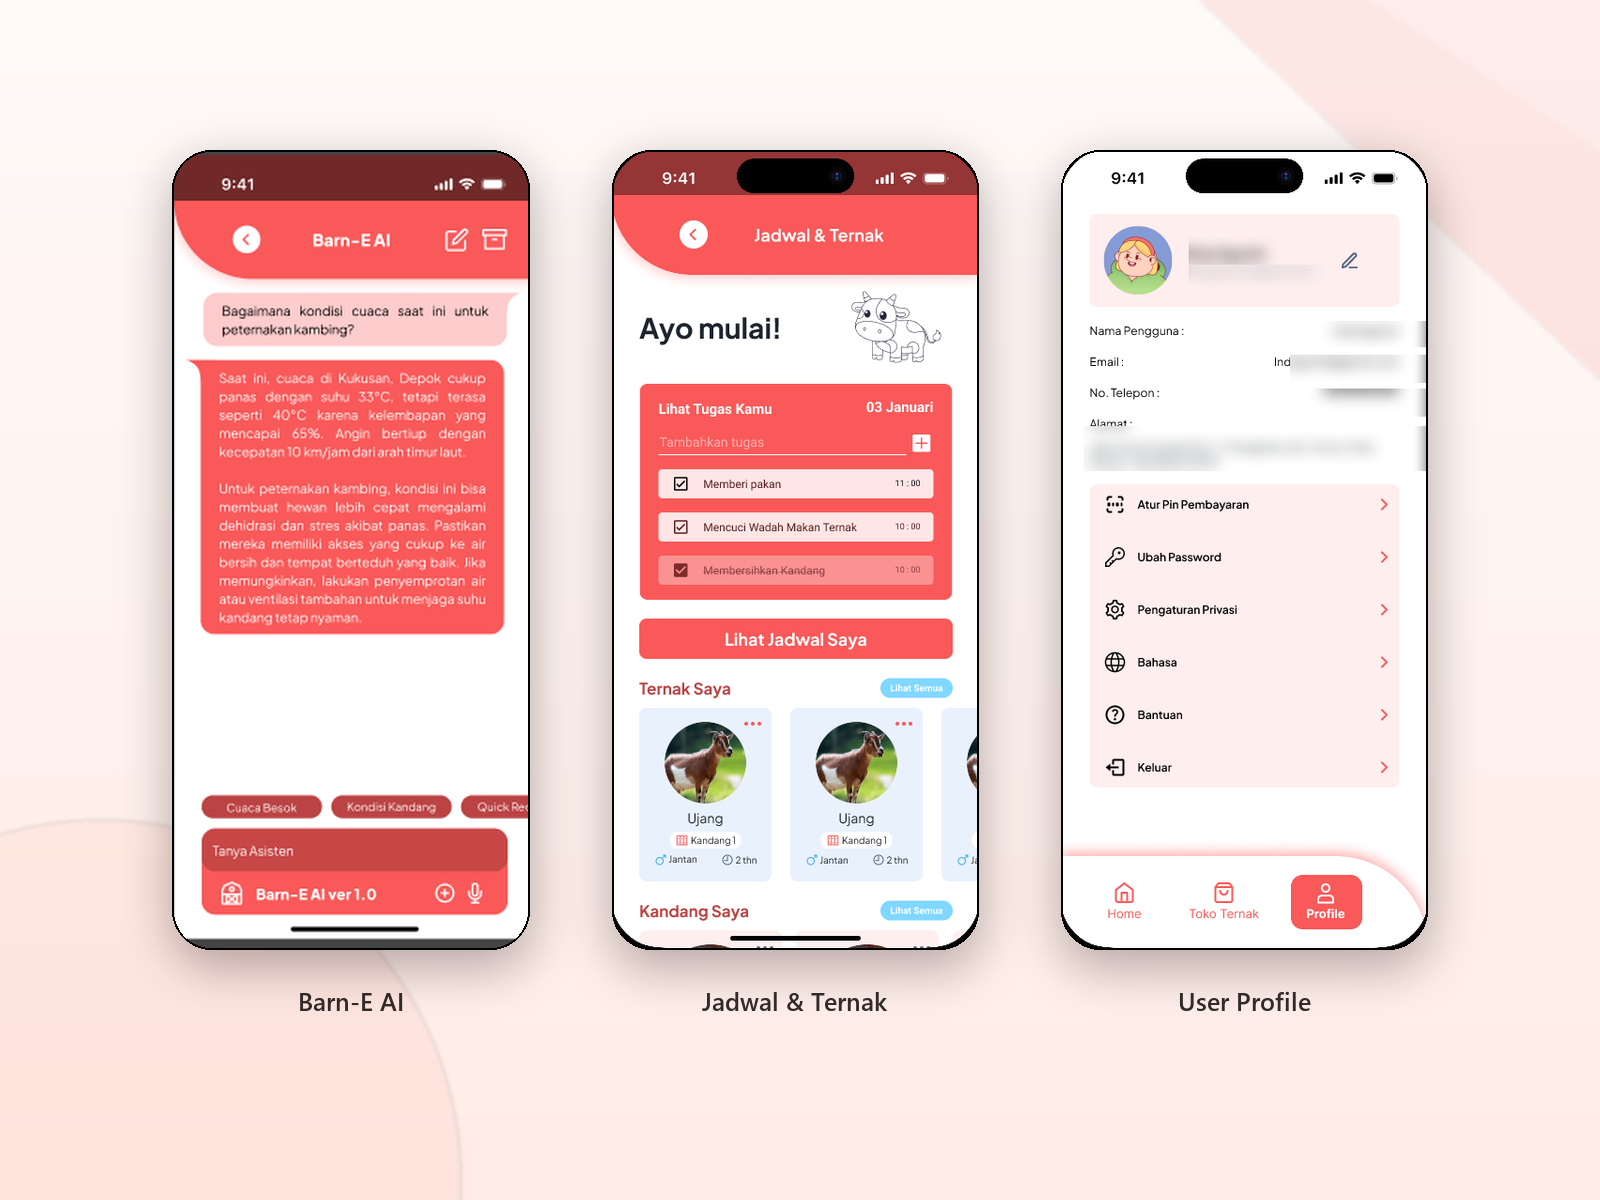 9:41
Barn-E AI
Bagaimana kondisi cuaca saat ini untuk
peternakan kambing?
Saat ini, cuaca di Kukusan, Depok cukup
panas dengan suhu 33°C, tetapi terasa
seperti 40°C karena kelembapan yang
mencapai 65%. Angin bertiup dengan
kecepatan 10 km/jam dari arah timur laut.
Untuk peternakan kambing, kondisi ini bisa
membuat hewan lebih cepat mengalami
dehidrasi dan stres akibat panas. Pastikan
mereka memiliki akses yang cukup ke air
bersih dan tempat berteduh yang baik. Jika
memungkinkan, lakukan penyemprotan air
atau ventilasi tambahan untuk menjaga suhu
kandang tetap nyaman.
Cuaca Besok Kondisi Kandang Quick Rec
Tanya Asisten
Barn-E AI ver 1.0
Barn-E AI
9:41
Jadwal & Ternak
Ayo mulai!
Lihat Tugas Kamu 03 Januari
Tambahkan tugas
Memberi pakan 11 : 00
Mencuci Wadah Makan Ternak 10 : 00
Membersihkan Kandang 10 : 00
Lihat Jadwal Saya
Ternak Saya Lihat Semua
Ujang Ujang
Kandang 1 Kandang 1
Jantan 2 thn Jantan 2 thn Ja
Kandang Saya Lihat Semua
Jadwal & Ternak
9:41
Nama Pengguna :
Email : Ind
No. Telepon :
Alamat :
Atur Pin Pembayaran
Ubah Password
Pengaturan Privasi
Bahasa
Bantuan
Keluar
Home Toko Ternak Profile
User Profile